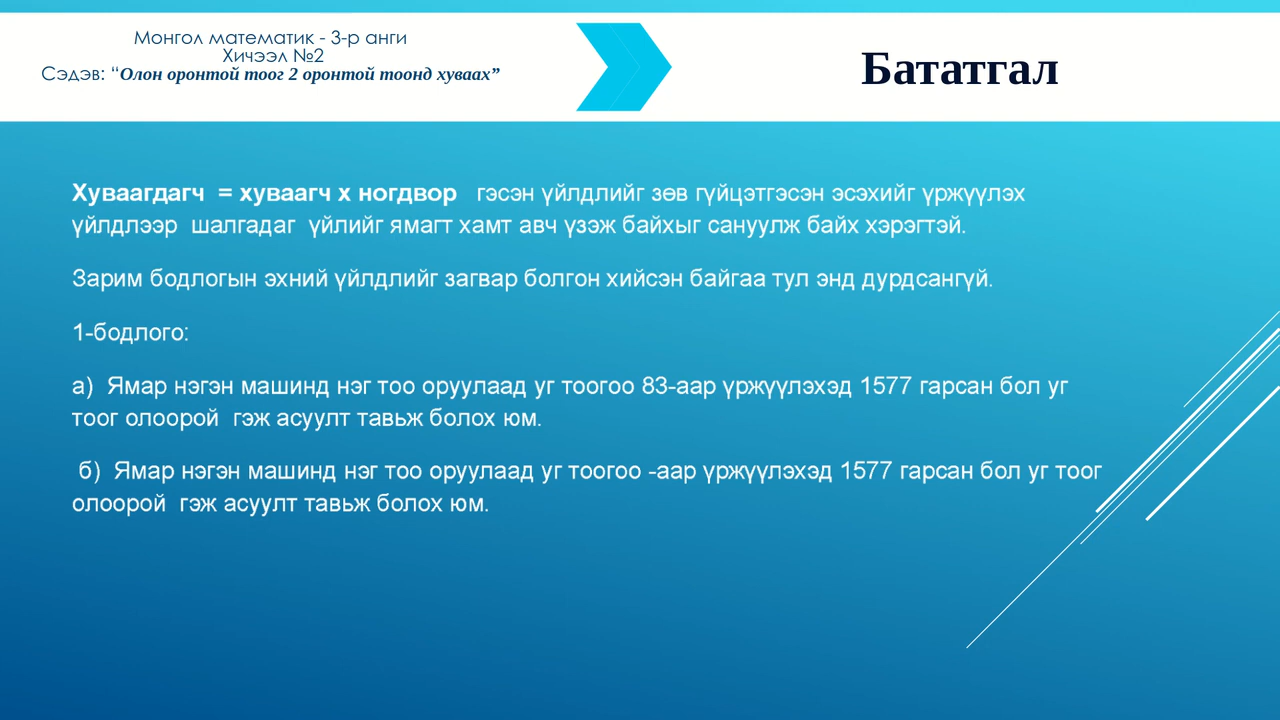 Монгол математик - 3-р анги
Хичээл №2
Сэдэв: “Олон оронтой тоог 2 оронтой тоонд хуваах”
Бататгал
Хуваагдагч = хуваагч х ногдвор гэсэн үйлдлийг зөв гүйцэтгэсэн эсэхийг үржүүлэх
үйлдлээр шалгадаг үйлийг ямагт хамт авч үзэж байхыг сануулж байх хэрэгтэй.
Зарим бодлогын эхний үйлдлийг загвар болгон хийсэн байгаа тул энд дурдсангүй.
1-бодлого:
а) Ямар нэгэн машинд нэг тоо оруулаад уг тоогоо 83-аар үржүүлэхэд 1577 гарсан бол уг
тоог олоорой гэж асуулт тавьж болох юм.
б) Ямар нэгэн машинд нэг тоо оруулаад уг тоогоо -аар үржүүлэхэд 1577 гарсан бол уг тоог
олоорой гэж асуулт тавьж болох юм.